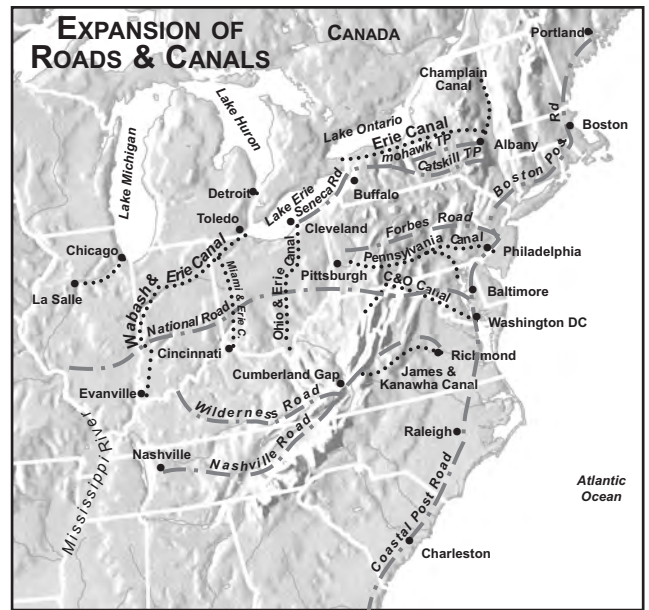 EXPANSION OF
ROADS & CANALS
CANADA
Portland
Champlain
Canal
Lake Huron
Lake Michigan
Lake Ontario
Erie Canal
mohawk TP
Catskill TP
Albany
Boston
Boston Post Rd
Detroit
Lake Erie
Seneca Rd
Buffalo
Toledo
Cleveland
Forbes Road
Chicago
Wabash & Erie Canal
Miami & Erie C.
Ohio & Erie Canal
Pennsylvania Canal
Philadelphia
Pittsburgh
La Salle
C&O Canal
Baltimore
National Road
Washington DC
Cincinnati
Richmond
Cumberland Gap
James &
Kanawha Canal
Evanville
Wilderness Road
Mississippi River
Nashville
Nashville Road
Raleigh
Atlantic
Ocean
Coastal Post Road
Charleston